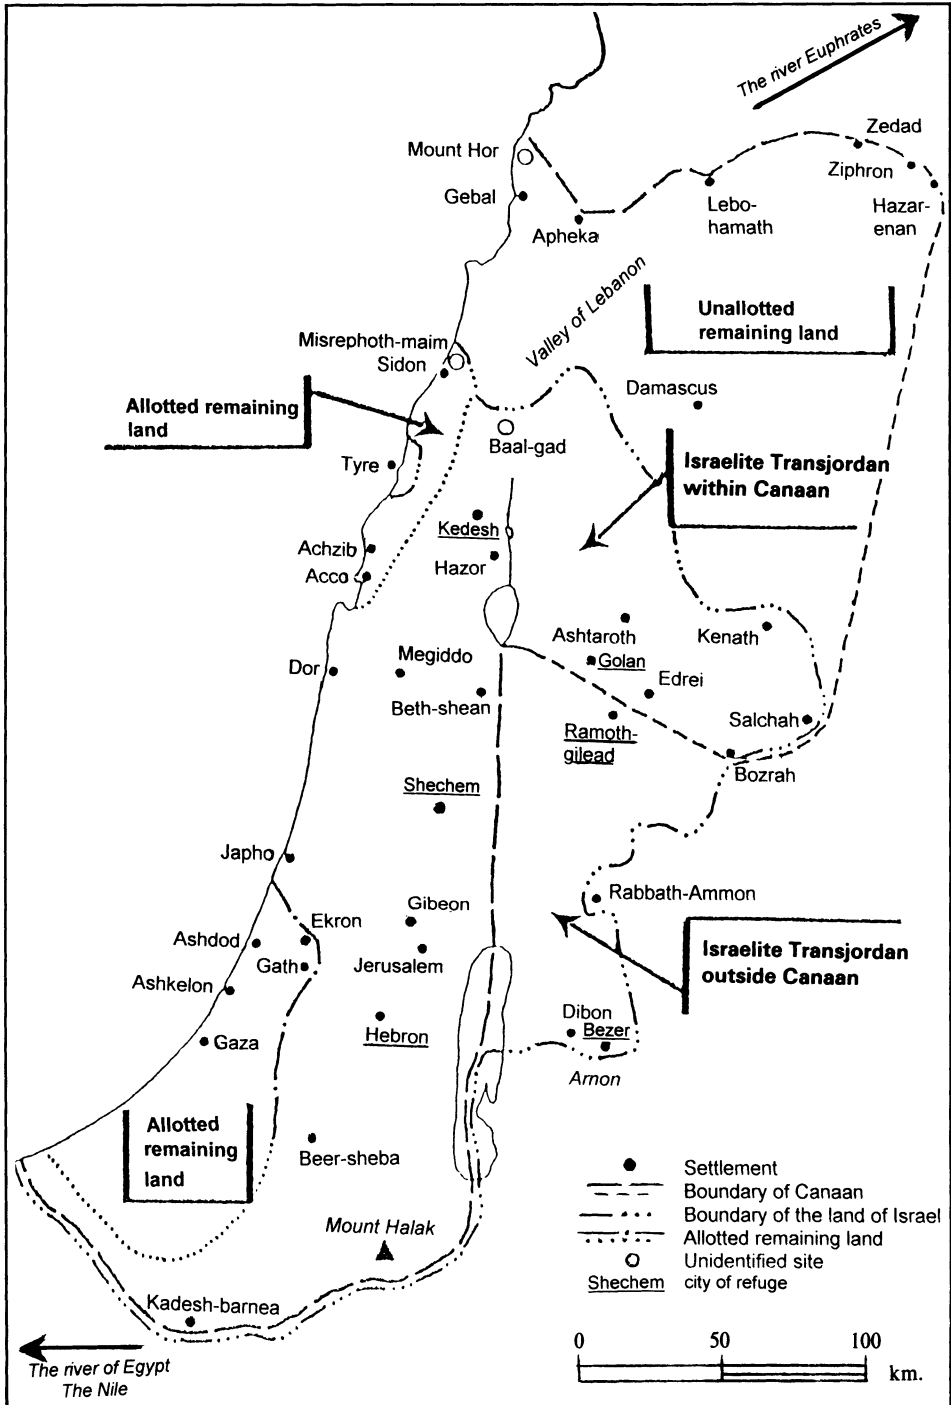 The river Euphrates
Zedad
Mount Hor
Ziphron
Gebal
Lebo-
hamath
Hazar-
enan
Apheka
Valley of Lebanon
Unallotted
remaining land
Misrephoth-maim
Sidon
Damascus
Allotted remaining
land
Baal-gad
Tyre
Israelite Transjordan
within Canaan
Kedesh
Achzib
Hazor
Acco
Ashtaroth
Kenath
Golan
Megiddo
Dor
Edrei
Beth-shean
Salchah
Ramoth-
gilead
Bozrah
Shechem
Japho
Rabbath-Ammon
Gibeon
Ekron
Ashdod
Gath
Jerusalem
Israelite Transjordan
outside Canaan
Ashkelon
Dibon
Hebron
Bezer
Gaza
Arnon
Allotted
remaining
land
Beer-sheba
Mount Halak
Kadesh-barnea
The river of Egypt
The Nile
Settlement
Boundary of Canaan
Boundary of the land of Israel
Allotted remaining land
Unidentified site
Shechem city of refuge
0 50 100
km.